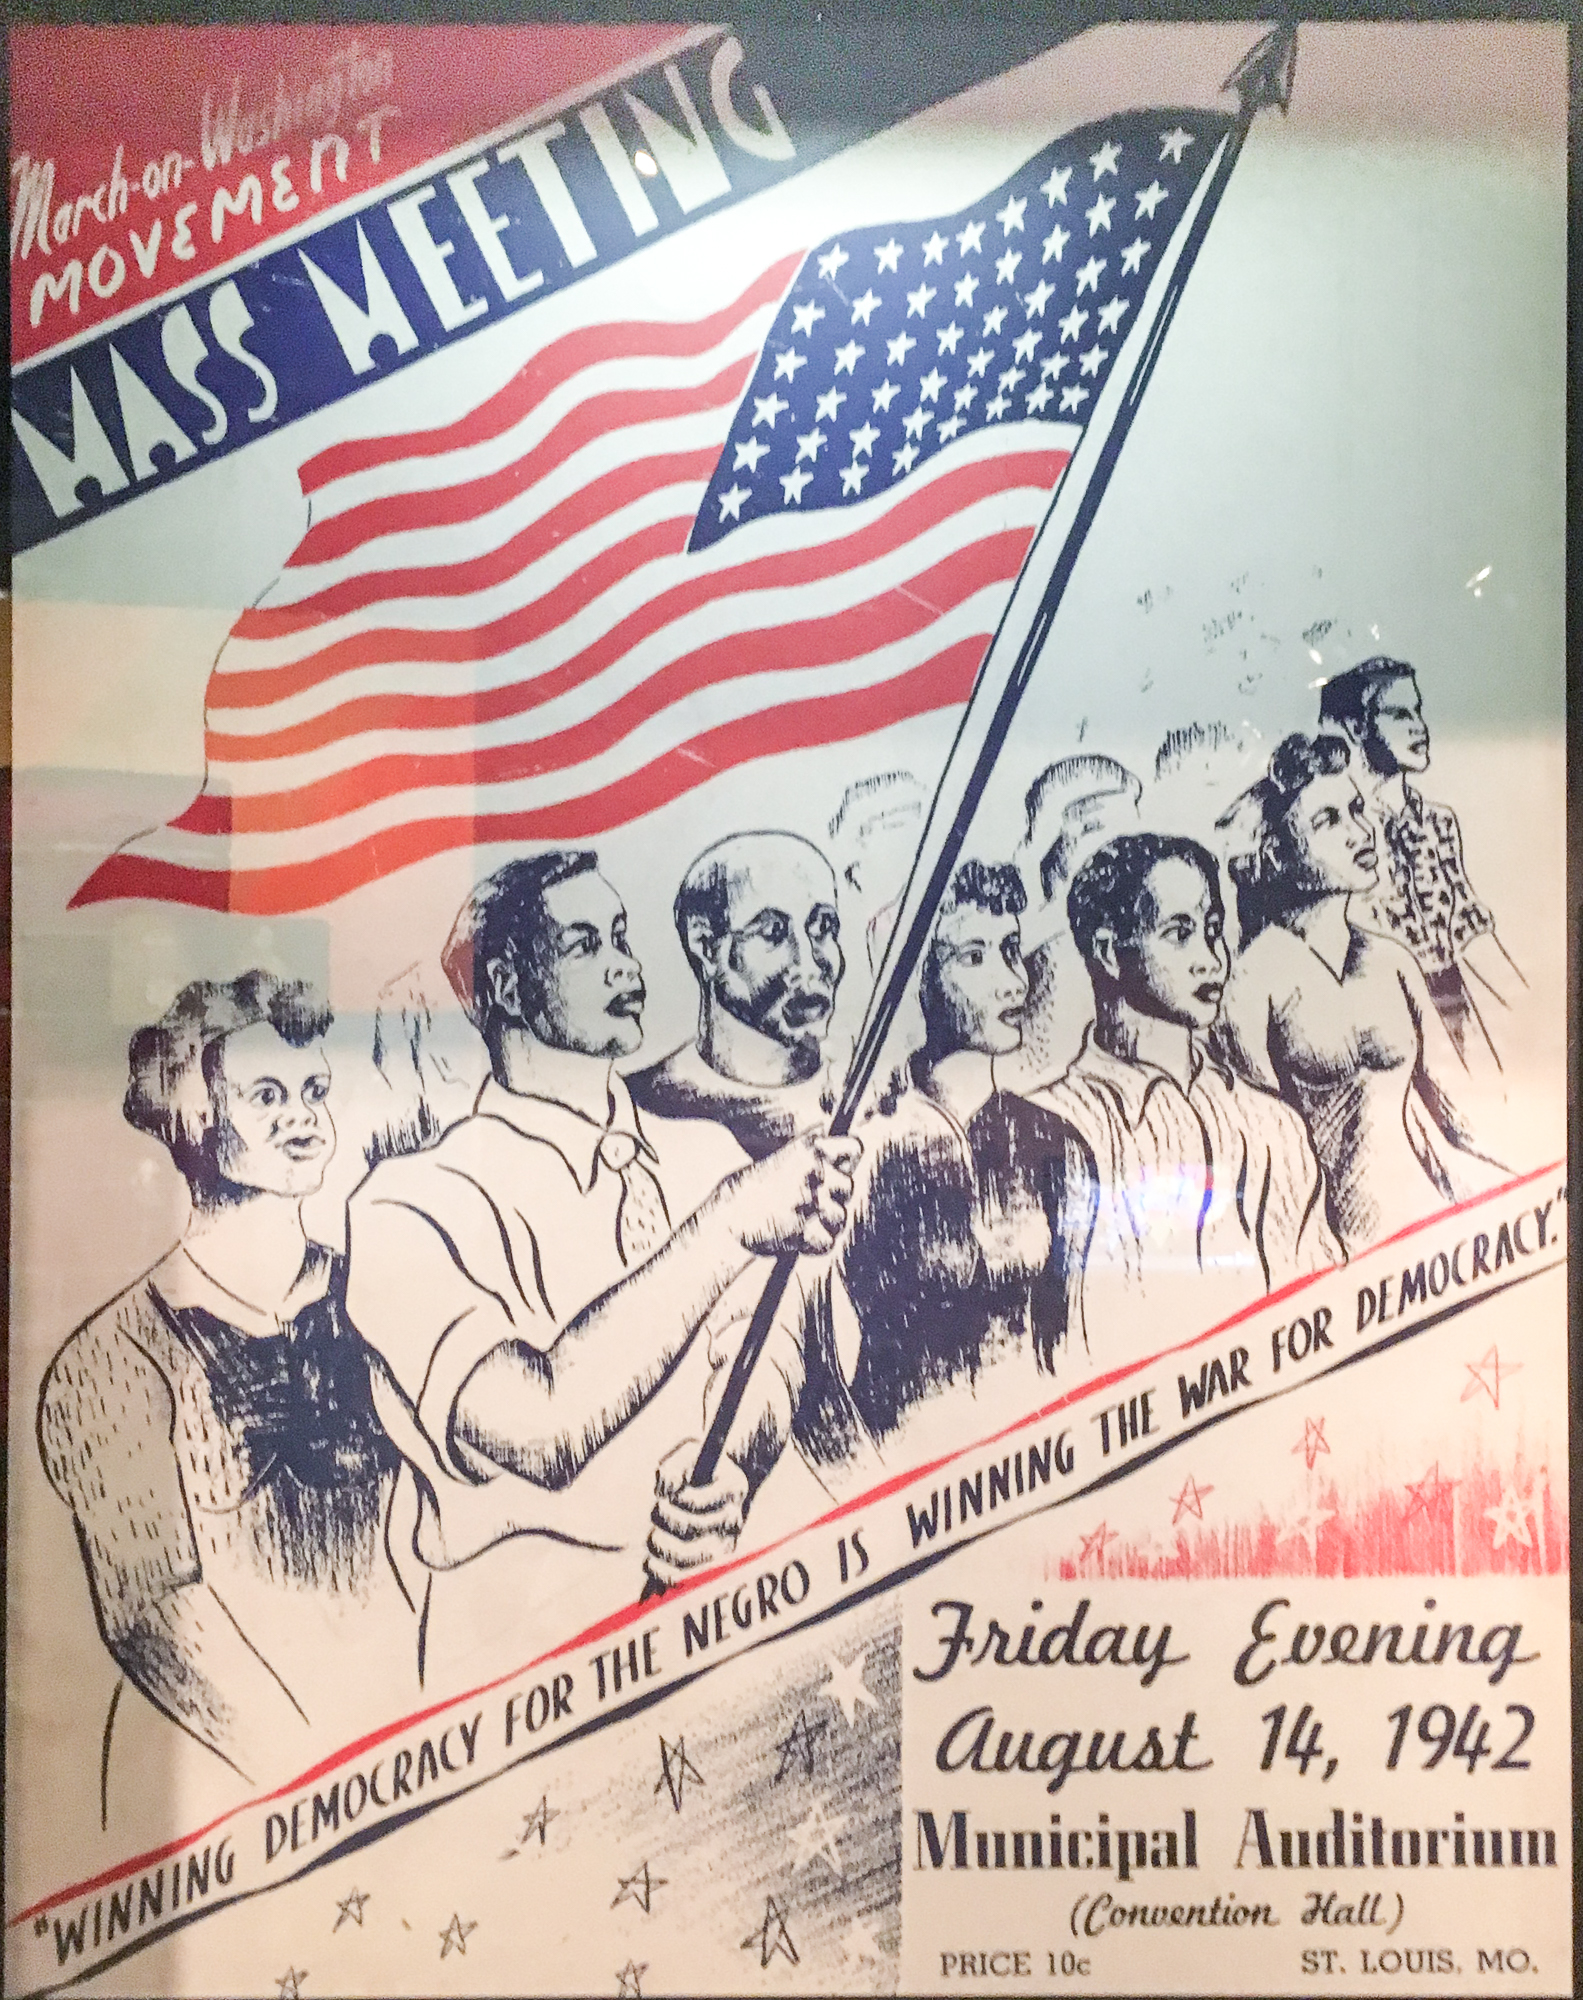 March-on-Washington
MOVEMENT
MASS MEETING
"WINNING DEMOCRACY FOR THE NEGRO IS WINNING THE WAR FOR DEMOCRACY."
Friday Evening
August 14, 1942
Municipal Auditorium
(Convention Hall)
PRICE 10c ST. LOUIS, MO.